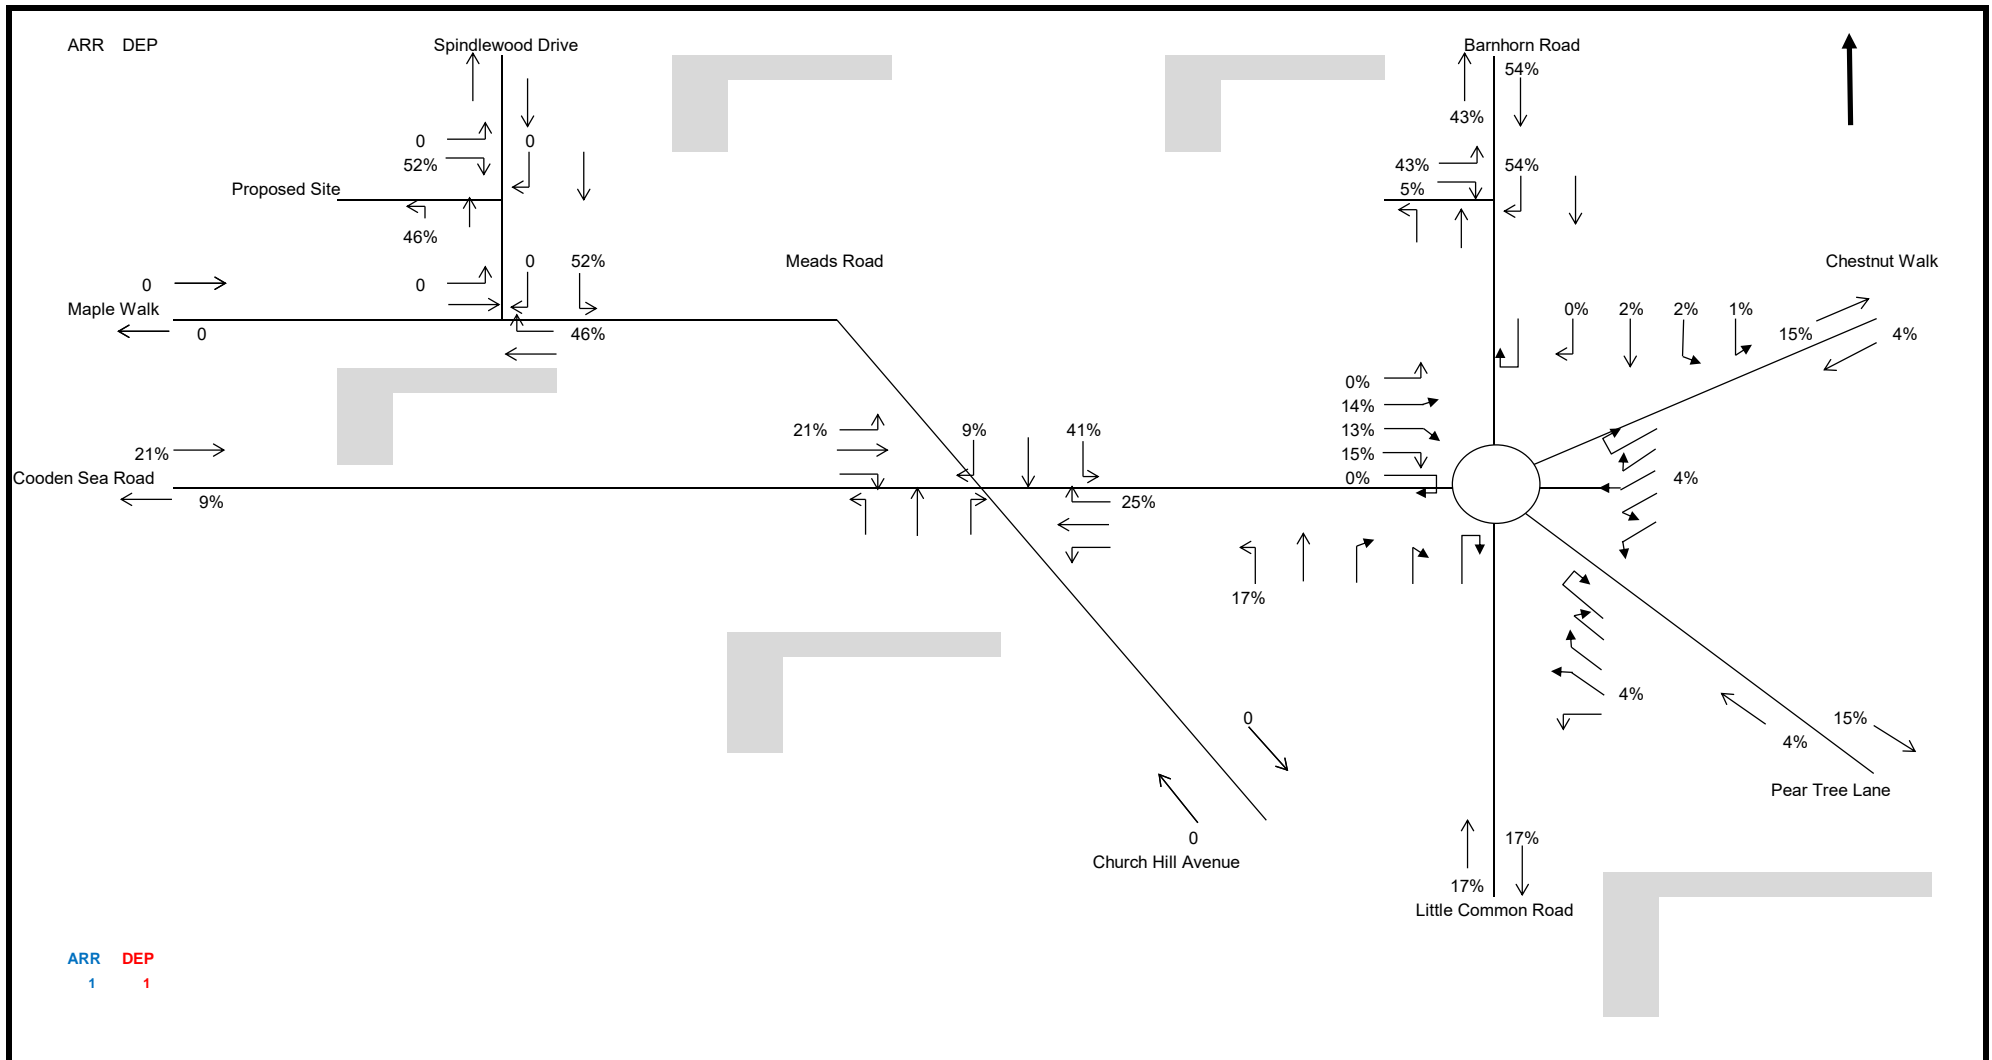 ARR DEP Spindlewood Drive Barnhorn Road
54%
43%
0 0
52% 43% 54%
Proposed Site 5%
46%
0 52% Meads Road Chestnut Walk
0 0
Maple Walk 0% 2% 2% 1%
0 46% 15% 4%
0%
14%
21% 9% 41% 13%
21% 15%
Cooden Sea Road 0% 4%
9% 25%
17%
4%
0 15%
4%
Pear Tree Lane
0 17%
Church Hill Avenue
17%
Little Common Road
ARR DEP
1 1